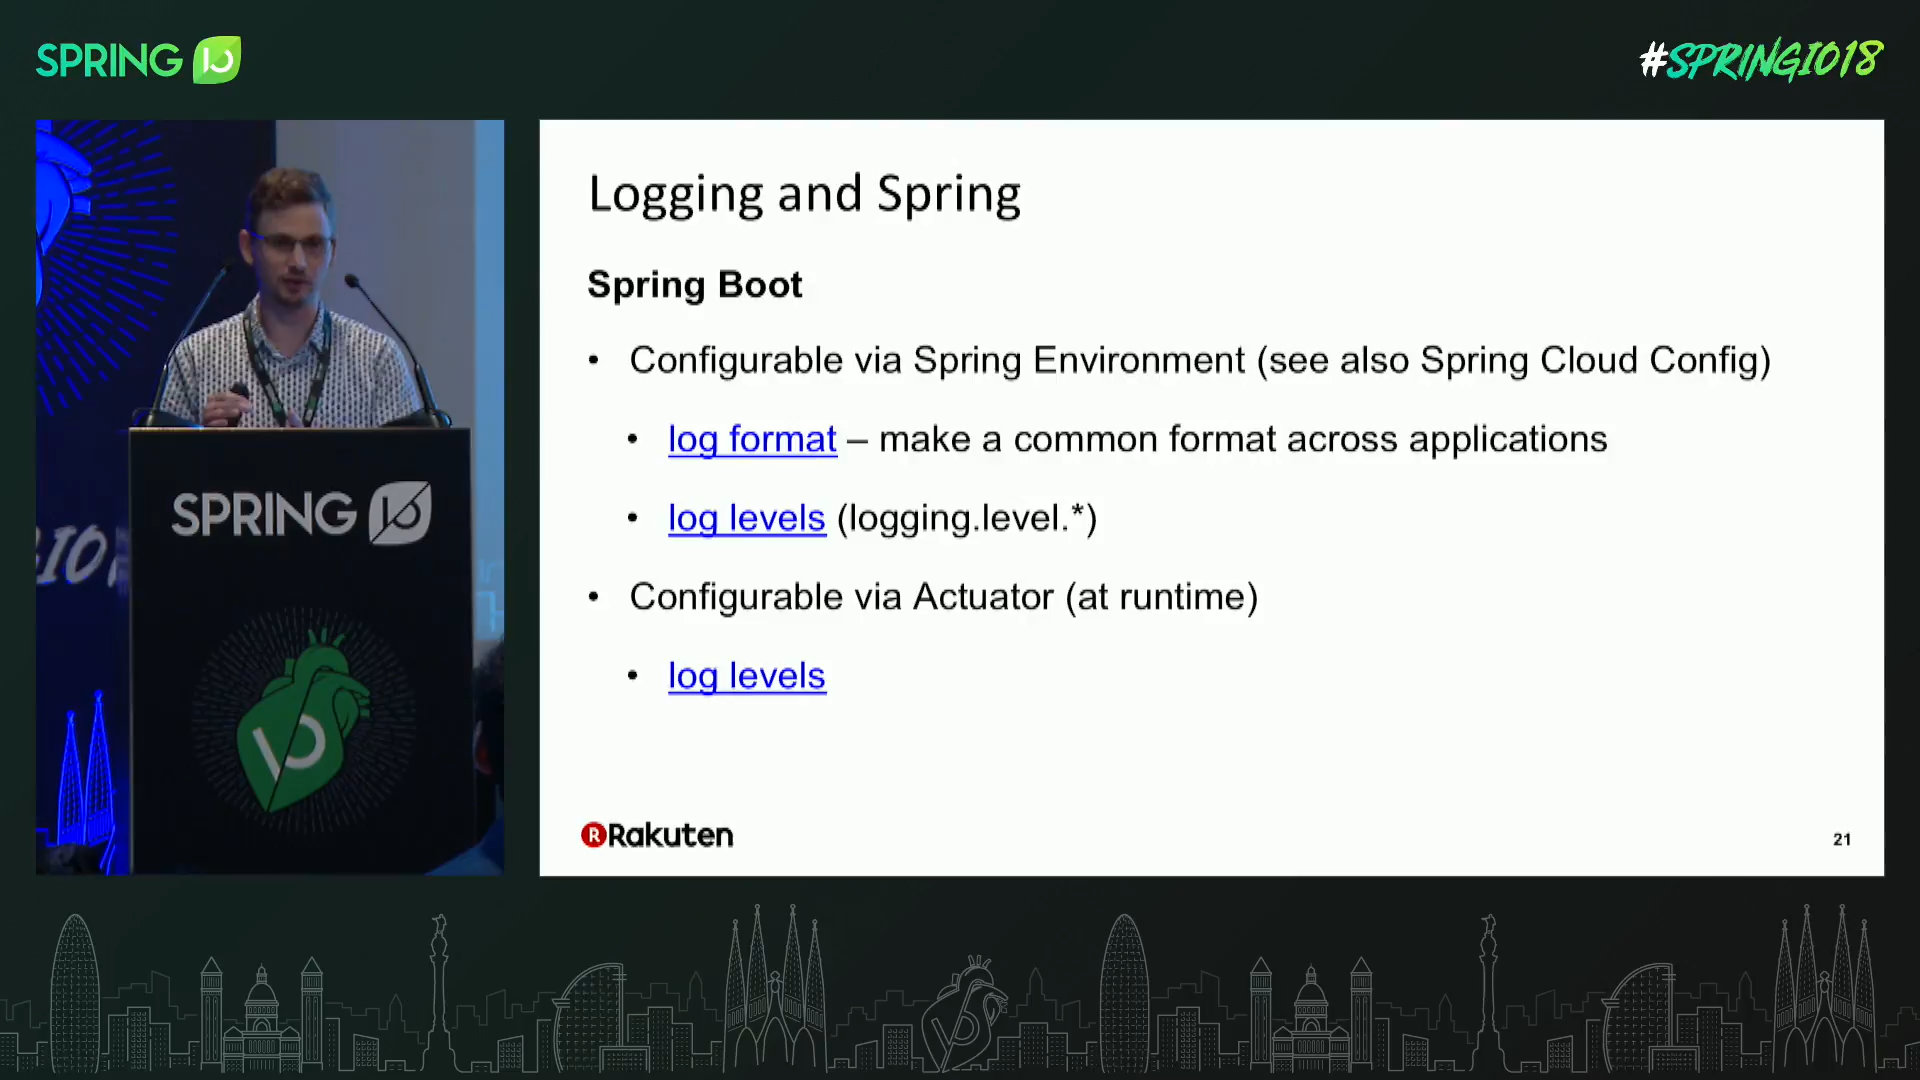 SPRING IO
#SPRINGIO18
Logging and Spring
Spring Boot
• Configurable via Spring Environment (see also Spring Cloud Config)
• log format – make a common format across applications
• log levels (logging.level.*)
• Configurable via Actuator (at runtime)
• log levels
R Rakuten
21
SPRING IO
GIO
IO